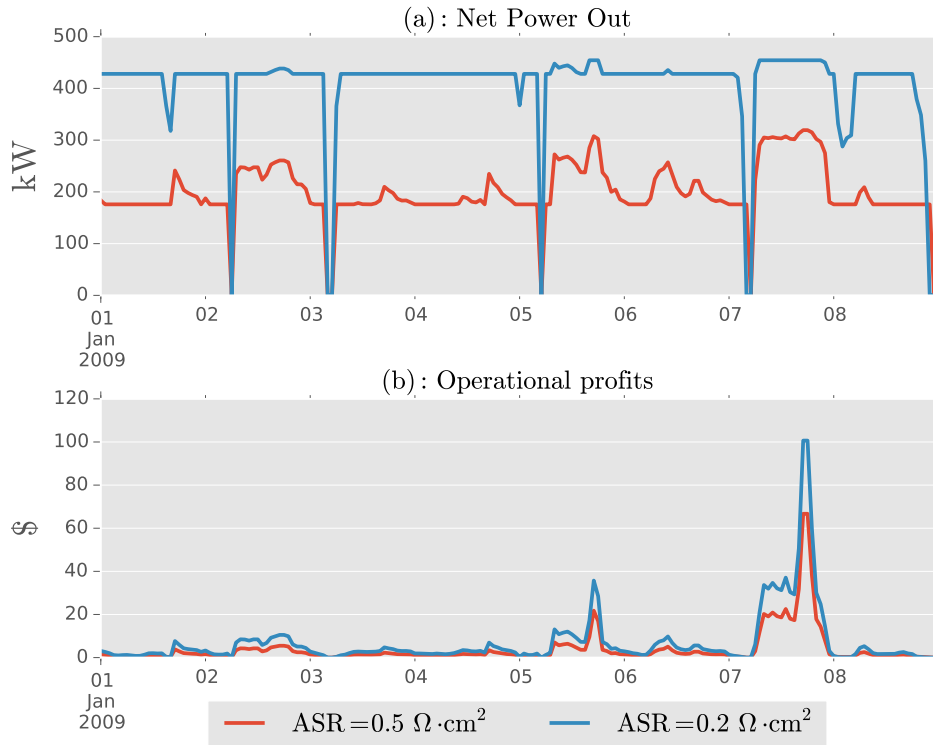 (a): Net Power Out
500
400
300
200
100
0
kW
01 02 03 04 05 06 07 08
Jan
2009
(b): Operational profits
120
100
80
60
40
20
0
$
01 02 03 04 05 06 07 08
Jan
2009
ASR=0.5 Ω·cm² ASR=0.2 Ω·cm²